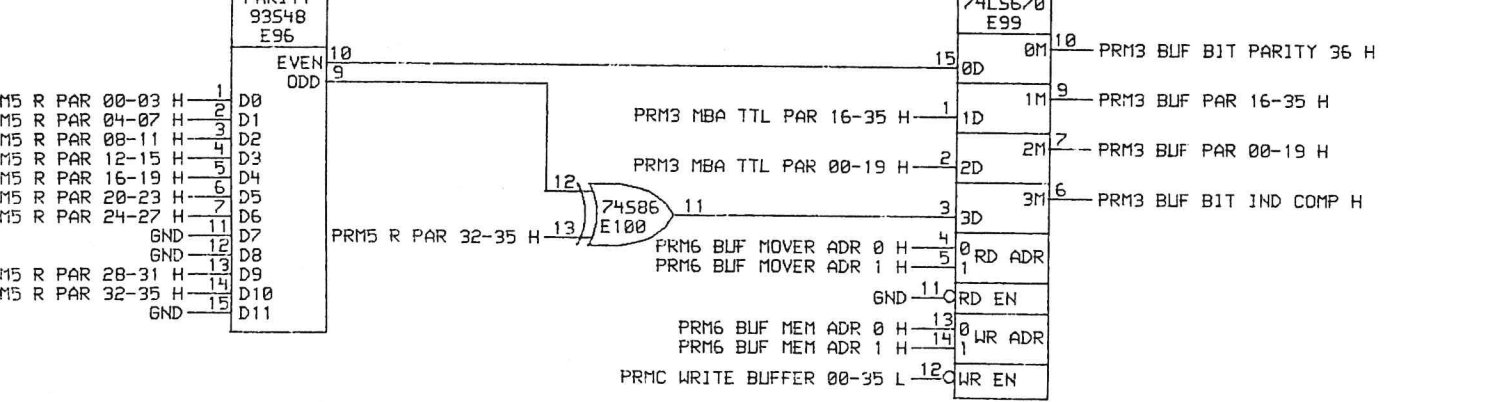 PARITY
93S48
E96
EVEN 10
ODD 9
M5 R PAR 00-03 H 1 D0
M5 R PAR 04-07 H 2 D1
M5 R PAR 08-11 H 3 D2
M5 R PAR 12-15 H 4 D3
M5 R PAR 16-19 H 5 D4
M5 R PAR 20-23 H 6 D5
M5 R PAR 24-27 H 7 D6
GND 11 D7
GND 12 D8
M5 R PAR 28-31 H 13 D9
M5 R PAR 32-35 H 14 D10
GND 15 D11
PRM5 R PAR 32-35 H 13
12
74S86
E100
11
74LS670
E99
15 0D
0M 10 PRM3 BUF BIT PARITY 36 H
PRM3 MBA TTL PAR 16-35 H 1 1D
1M 9 PRM3 BUF PAR 16-35 H
PRM3 MBA TTL PAR 00-19 H 2 2D
2M 7 PRM3 BUF PAR 00-19 H
3 3D
3M 6 PRM3 BUF BIT IND COMP H
PRM6 BUF MOVER ADR 0 H 4 0
PRM6 BUF MOVER ADR 1 H 5 1
RD ADR
GND 11 RD EN
PRM6 BUF MEM ADR 0 H 13 0
PRM6 BUF MEM ADR 1 H 14 1
WR ADR
PRMC WRITE BUFFER 00-35 L 12 WR EN